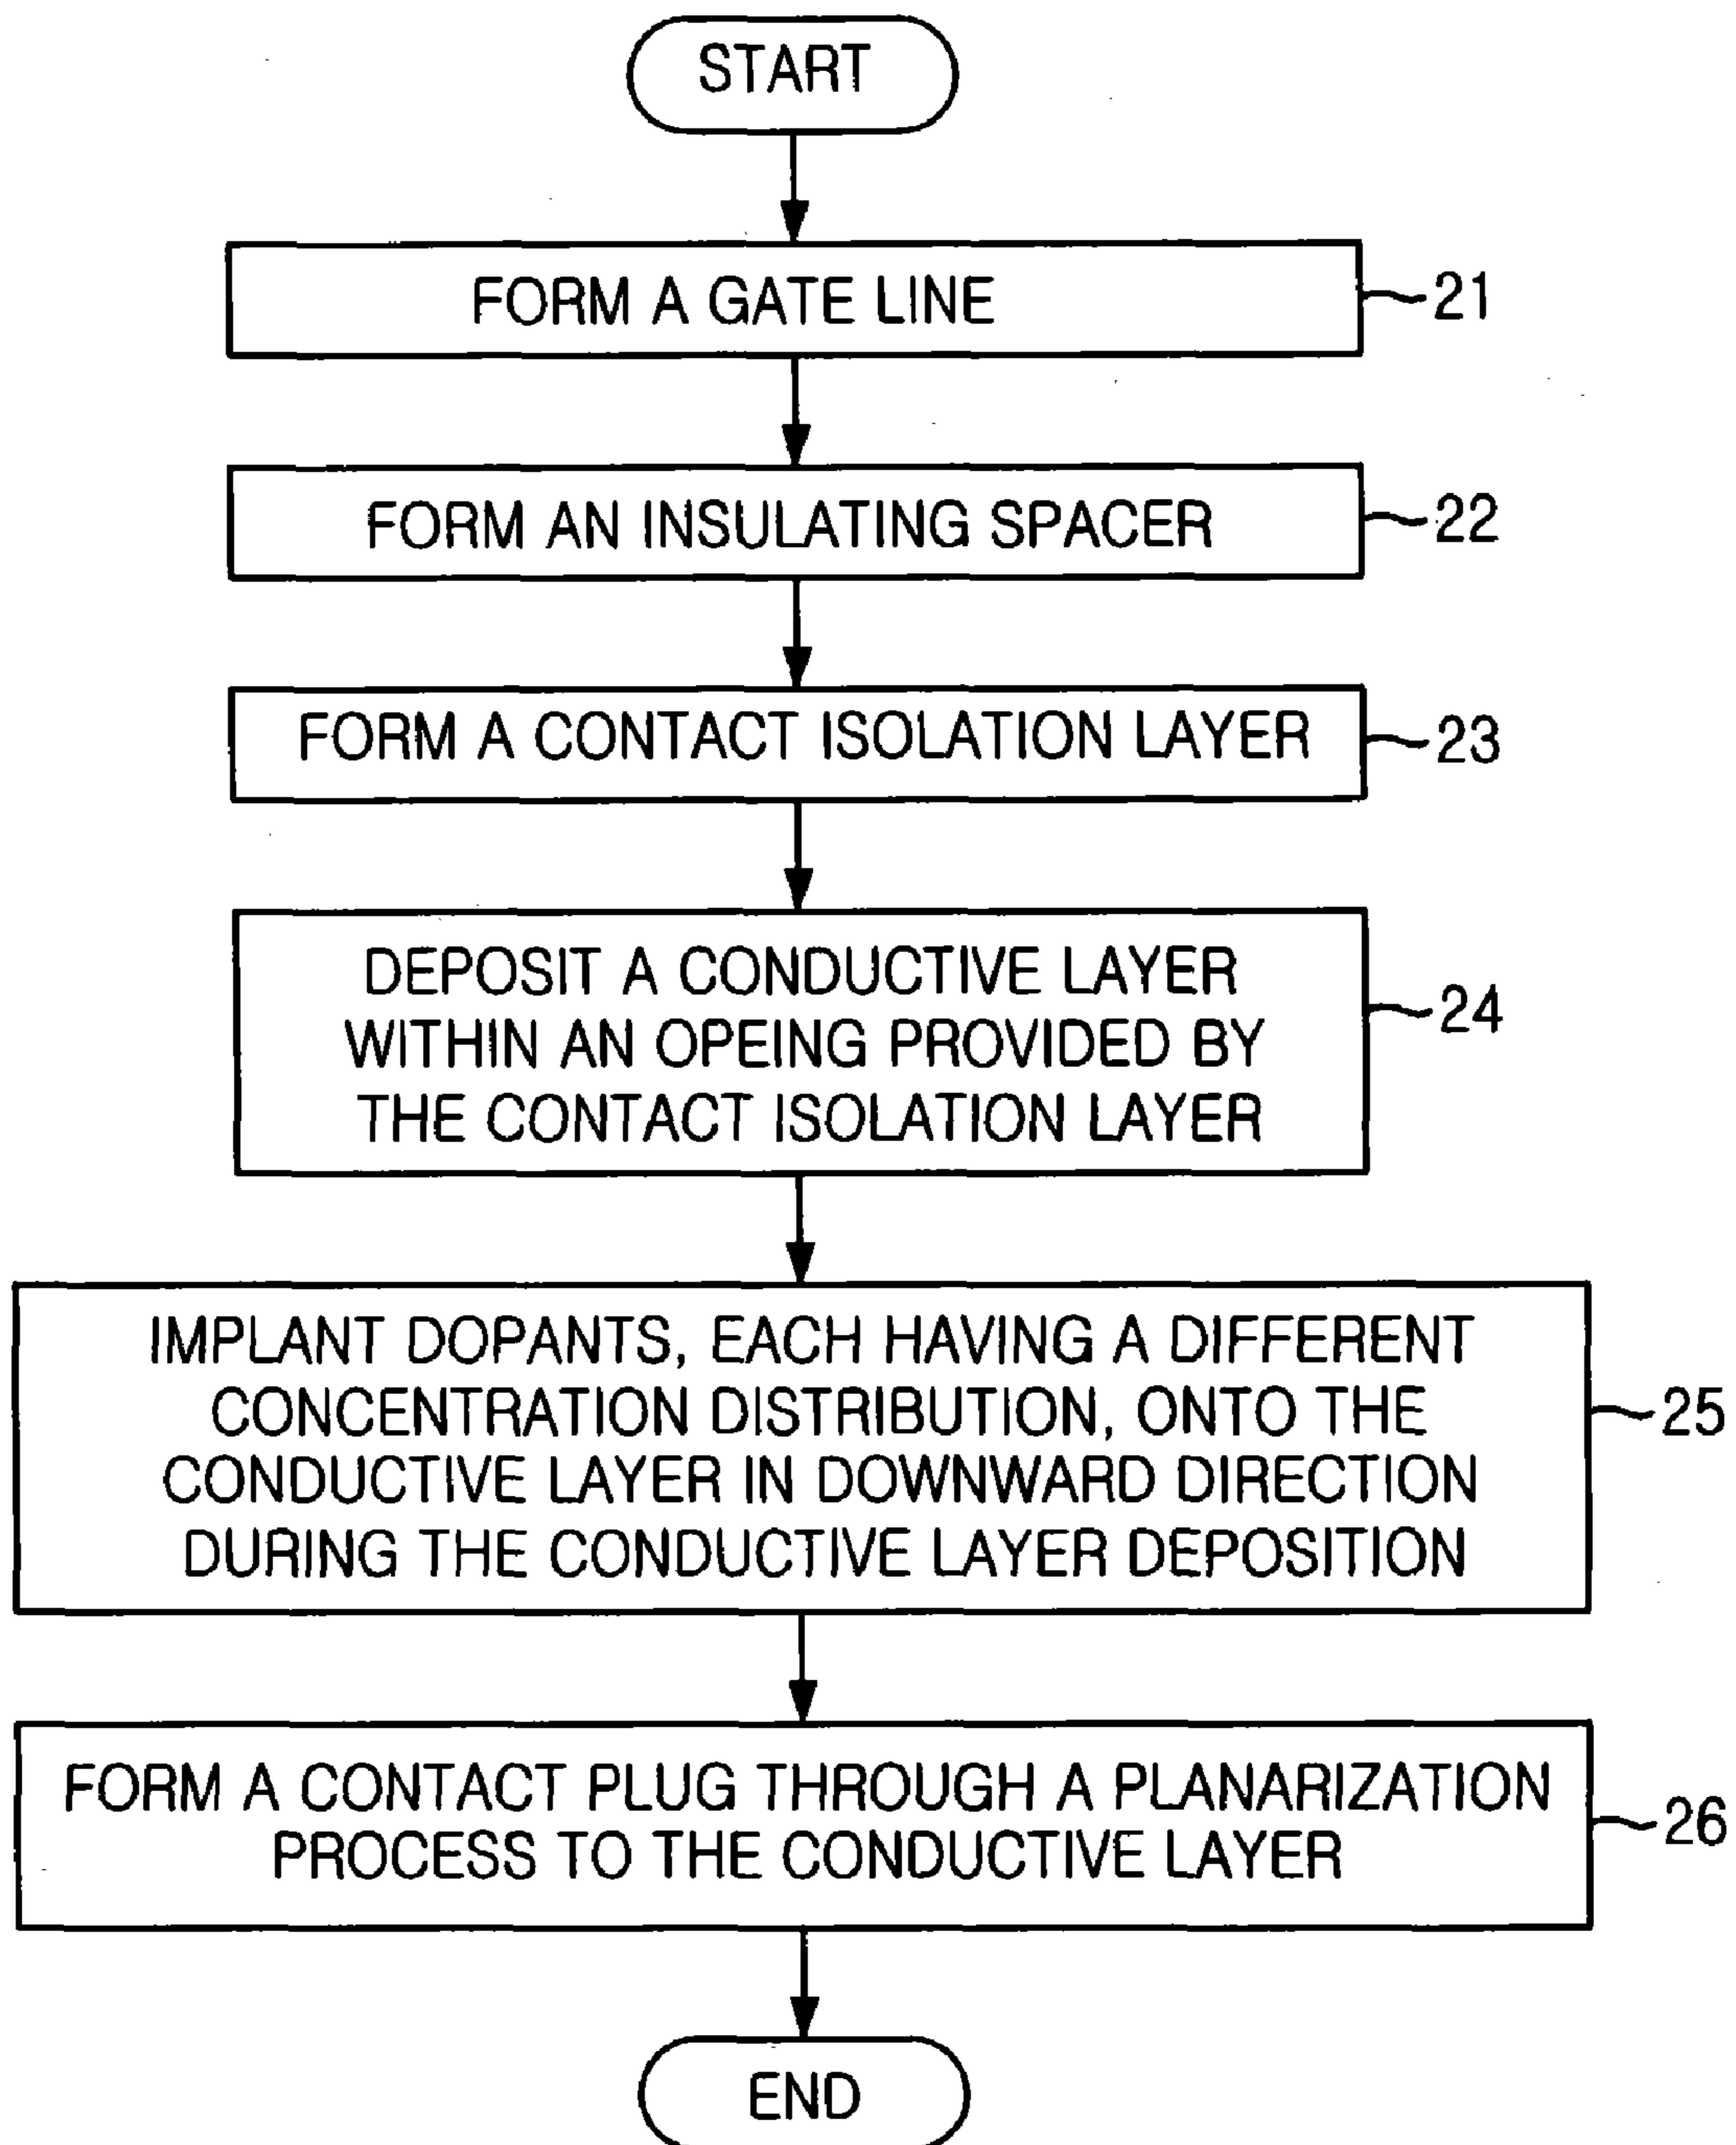 START
FORM A GATE LINE
21
FORM AN INSULATING SPACER
22
FORM A CONTACT ISOLATION LAYER
23
DEPOSIT A CONDUCTIVE LAYER
WITHIN AN OPEING PROVIDED BY
THE CONTACT ISOLATION LAYER
24
IMPLANT DOPANTS, EACH HAVING A DIFFERENT
CONCENTRATION DISTRIBUTION, ONTO THE
CONDUCTIVE LAYER IN DOWNWARD DIRECTION
DURING THE CONDUCTIVE LAYER DEPOSITION
25
FORM A CONTACT PLUG THROUGH A PLANARIZATION
PROCESS TO THE CONDUCTIVE LAYER
26
END